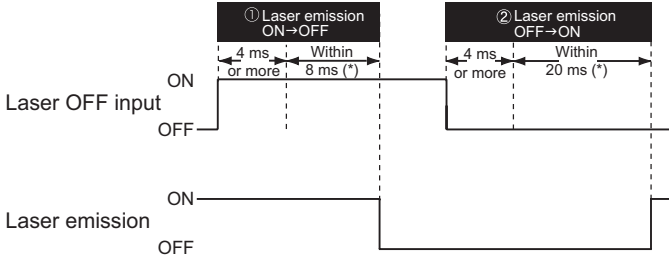 ① Laser emission
ON→OFF
② Laser emission
OFF→ON
4 ms
or more
Within
8 ms (*)
4 ms
or more
Within
20 ms (*)
ON
Laser OFF input
OFF
ON
Laser emission
OFF